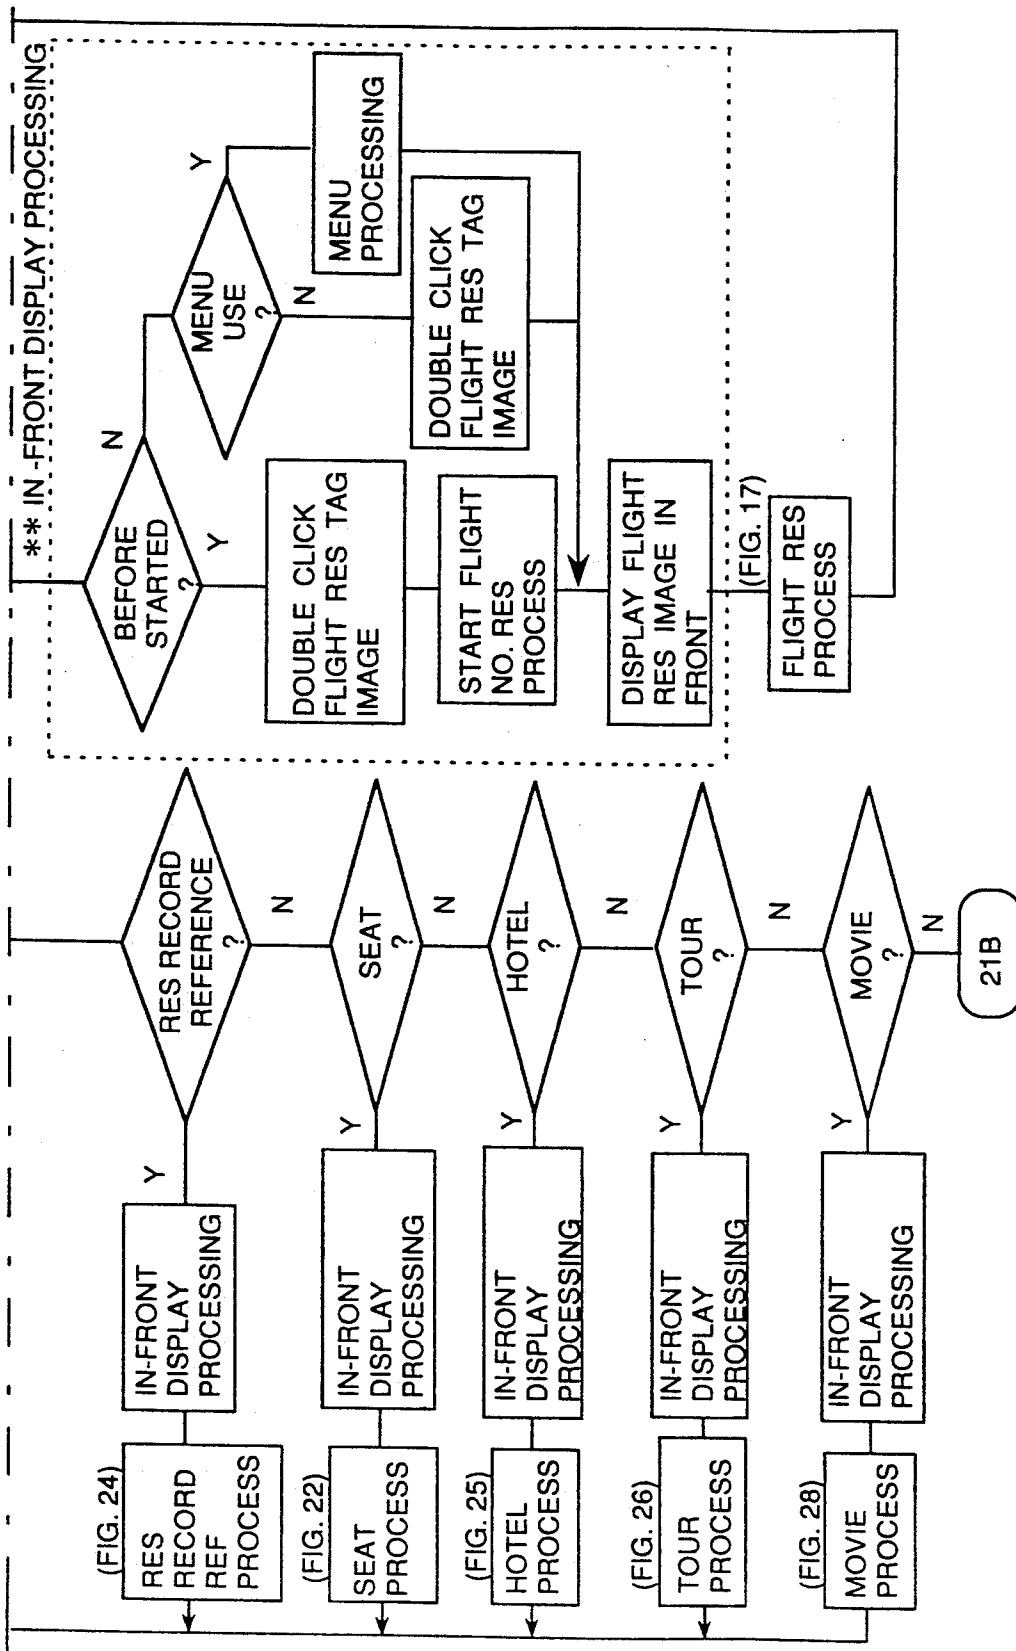 ** IN-FRONT DISPLAY PROCESSING
BEFORE
STARTED
?
N
Y
MENU
USE
?
Y
N
MENU
PROCESSING
DOUBLE CLICK
FLIGHT RES TAG
IMAGE
DOUBLE CLICK
FLIGHT RES TAG
IMAGE
START FLIGHT
NO. RES
PROCESS
DISPLAY FLIGHT
RES IMAGE IN
FRONT
(FIG. 17)
FLIGHT RES
PROCESS
RES RECORD
REFERENCE
?
Y
N
IN-FRONT
DISPLAY
PROCESSING
(FIG. 24)
RES
RECORD
REF
PROCESS
SEAT
?
Y
N
IN-FRONT
DISPLAY
PROCESSING
(FIG. 22)
SEAT
PROCESS
HOTEL
?
Y
N
IN-FRONT
DISPLAY
PROCESSING
(FIG. 25)
HOTEL
PROCESS
TOUR
?
Y
N
IN-FRONT
DISPLAY
PROCESSING
(FIG. 26)
TOUR
PROCESS
MOVIE
?
Y
N
IN-FRONT
DISPLAY
PROCESSING
(FIG. 28)
MOVIE
PROCESS
21B